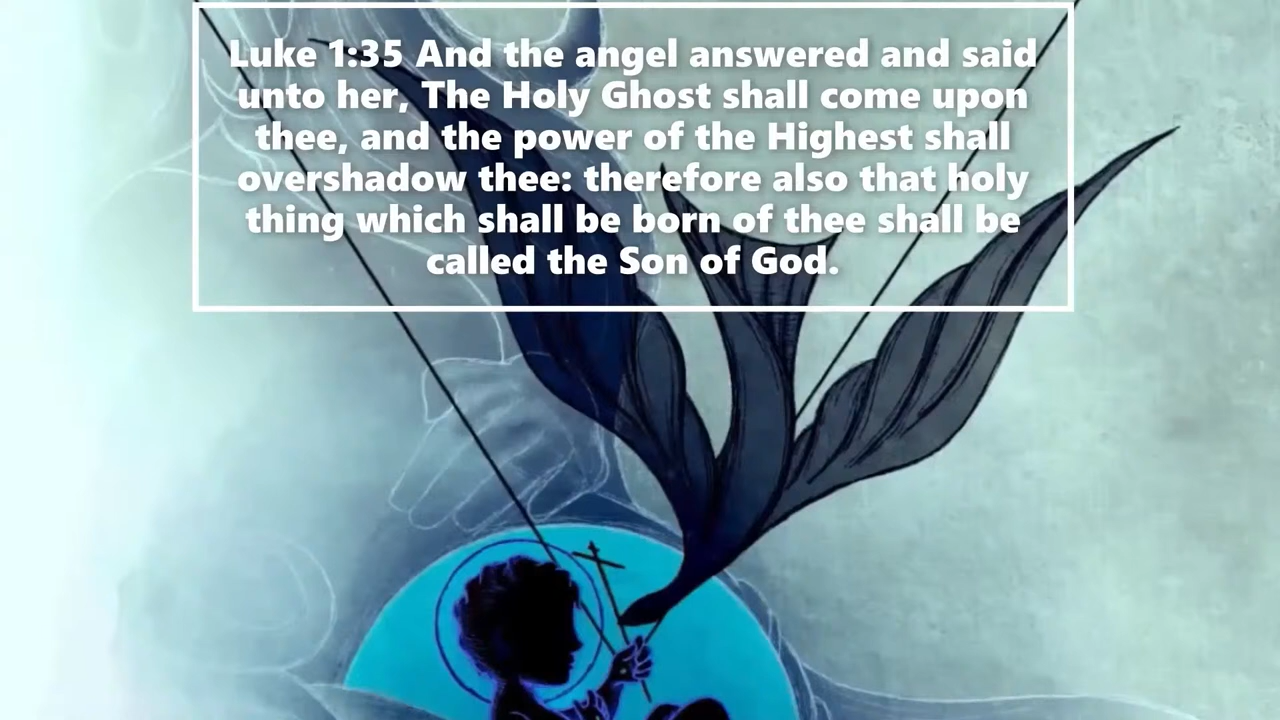 Luke 1:35 And the angel answered and said
unto her, The Holy Ghost shall come upon
thee, and the power of the Highest shall
overshadow thee: therefore also that holy
thing which shall be born of thee shall be
called the Son of God.